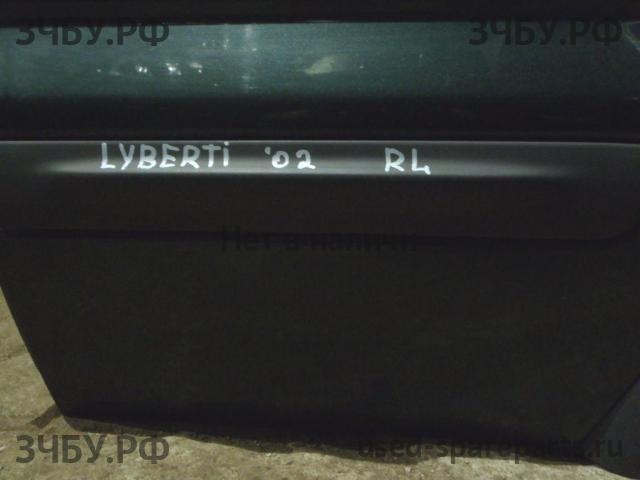 ЗЧБУ.РФ ЗЧБУ.РФ
LYBERTi '02 RL
Нет в наличии
ЗЧБУ.РФ used-spareparts.ru